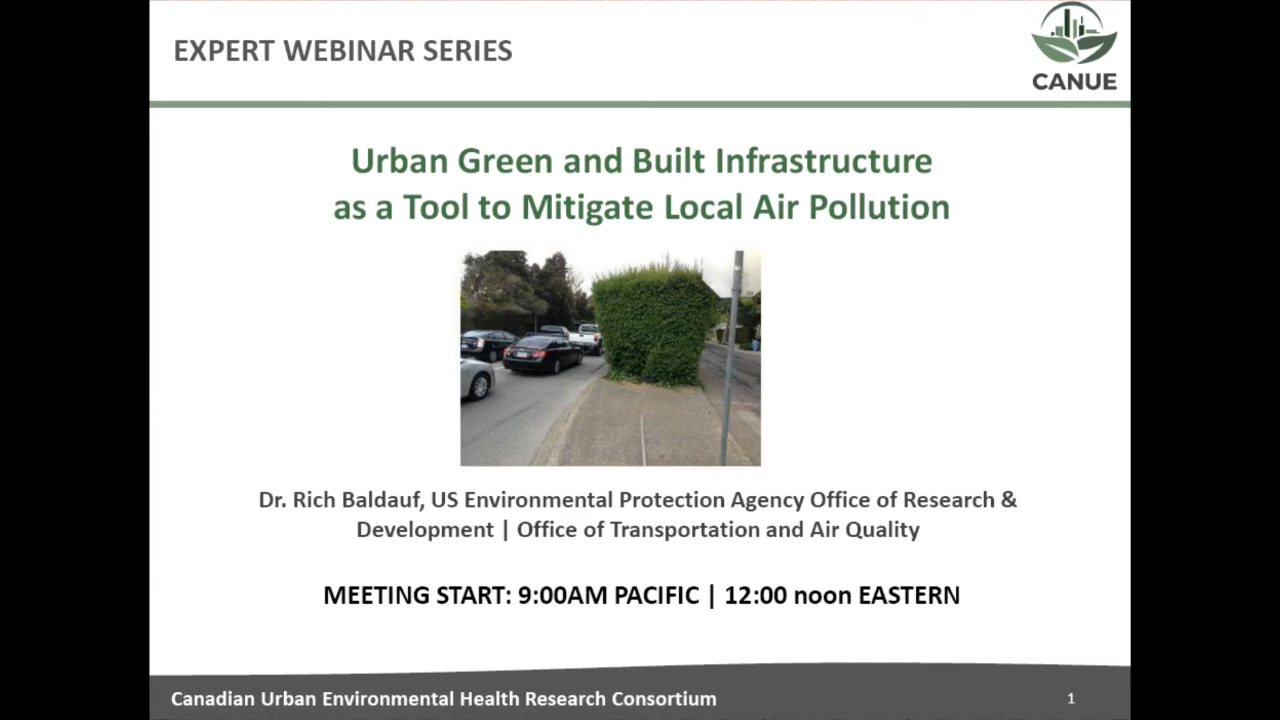 EXPERT WEBINAR SERIES
CANUE
Urban Green and Built Infrastructure
as a Tool to Mitigate Local Air Pollution
Dr. Rich Baldauf, US Environmental Protection Agency Office of Research &
Development | Office of Transportation and Air Quality
MEETING START: 9:00AM PACIFIC | 12:00 noon EASTERN
Canadian Urban Environmental Health Research Consortium
1